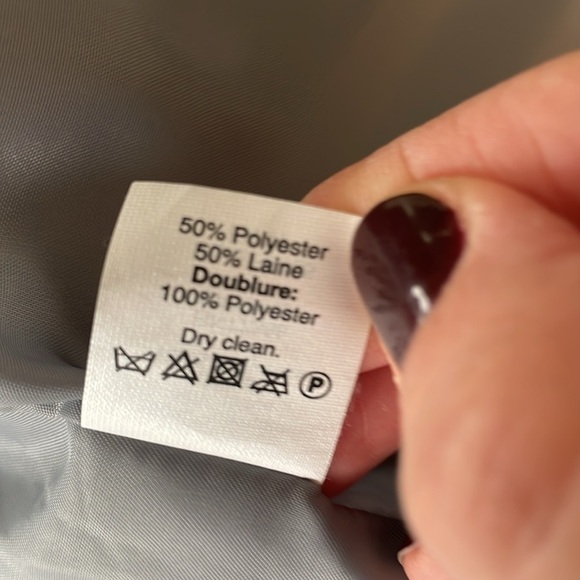 50% Polyester
50% Laine
Doublure:
100% Polyester
Dry clean.
P